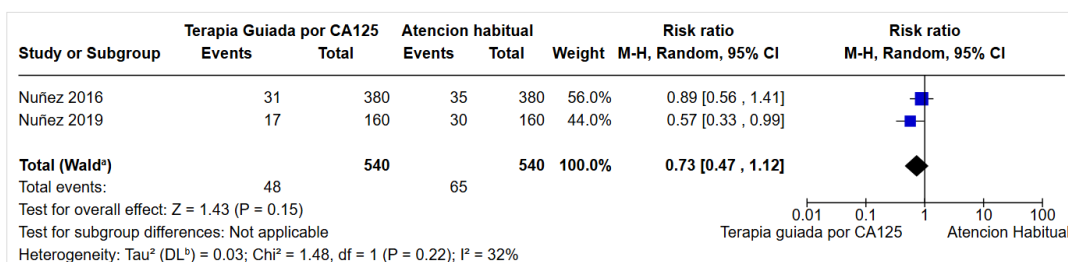 Terapia Guiada por CA125 Atencion habitual Risk ratio Risk ratio
Study or Subgroup Events Total Events Total Weight M-H, Random, 95% CI M-H, Random, 95% CI
Nuñez 2016 31 380 35 380 56.0% 0.89 [0.56 , 1.41]
Nuñez 2019 17 160 30 160 44.0% 0.57 [0.33 , 0.99]
Total (Waldᵃ) 540 540 100.0% 0.73 [0.47 , 1.12]
Total events: 48 65
Test for overall effect: Z = 1.43 (P = 0.15)
0.01 0.1 1 10 100
Test for subgroup differences: Not applicable
Terapia guiada por CA125 Atencion Habitual
Heterogeneity: Tau² (DLᵇ) = 0.03; Chi² = 1.48, df = 1 (P = 0.22); I² = 32%